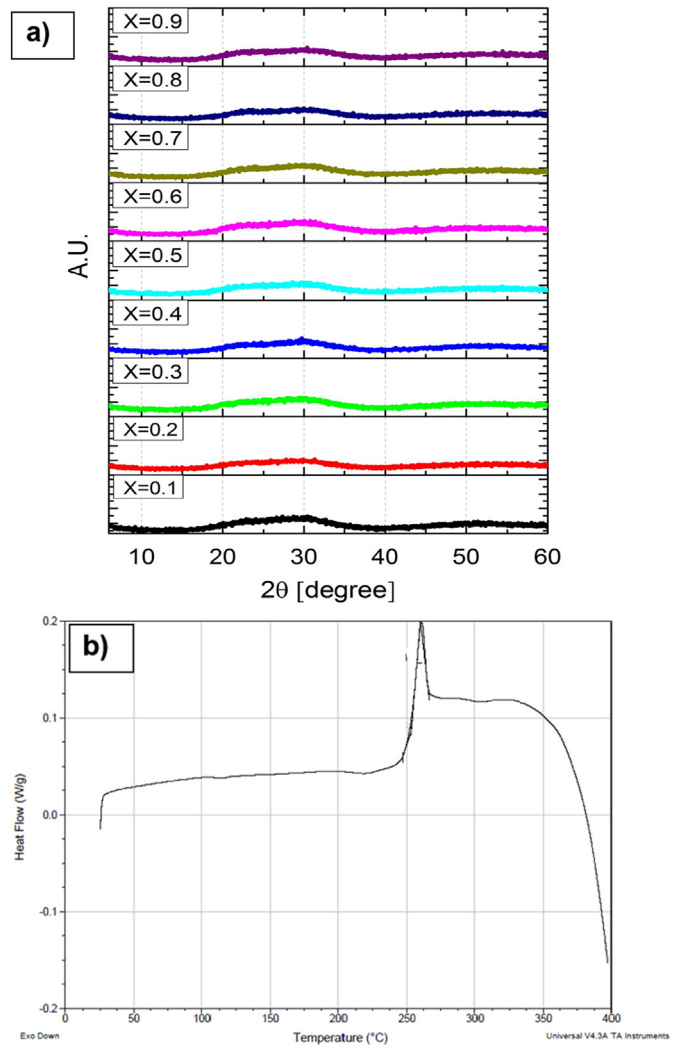 a)
X=0.9
X=0.8
X=0.7
X=0.6
X=0.5
X=0.4
X=0.3
X=0.2
X=0.1
A.U.
10 20 30 40 50 60
2θ [degree]
b)
0.2
0.1
0.0
-0.1
-0.2
Heat Flow (W/g)
0 50 100 150 200 250 300 350 400
Exo Down
Temperature (°C)
Universal V4.3A TA Instruments